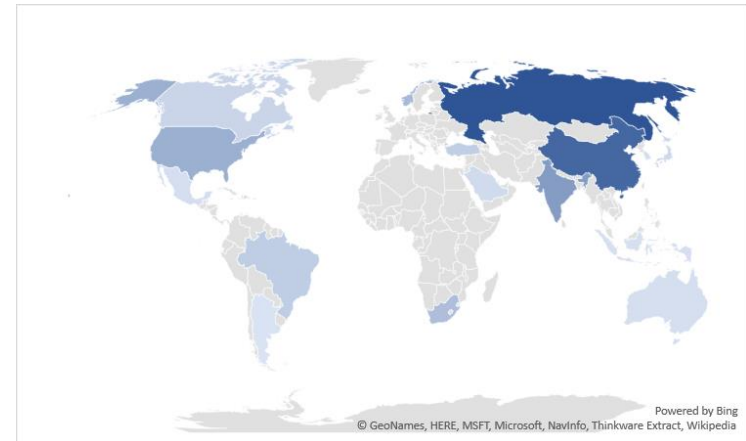 Powered by Bing
© GeoNames, HERE, MSFT, Microsoft, NavInfo, Thinkware Extract, Wikipedia